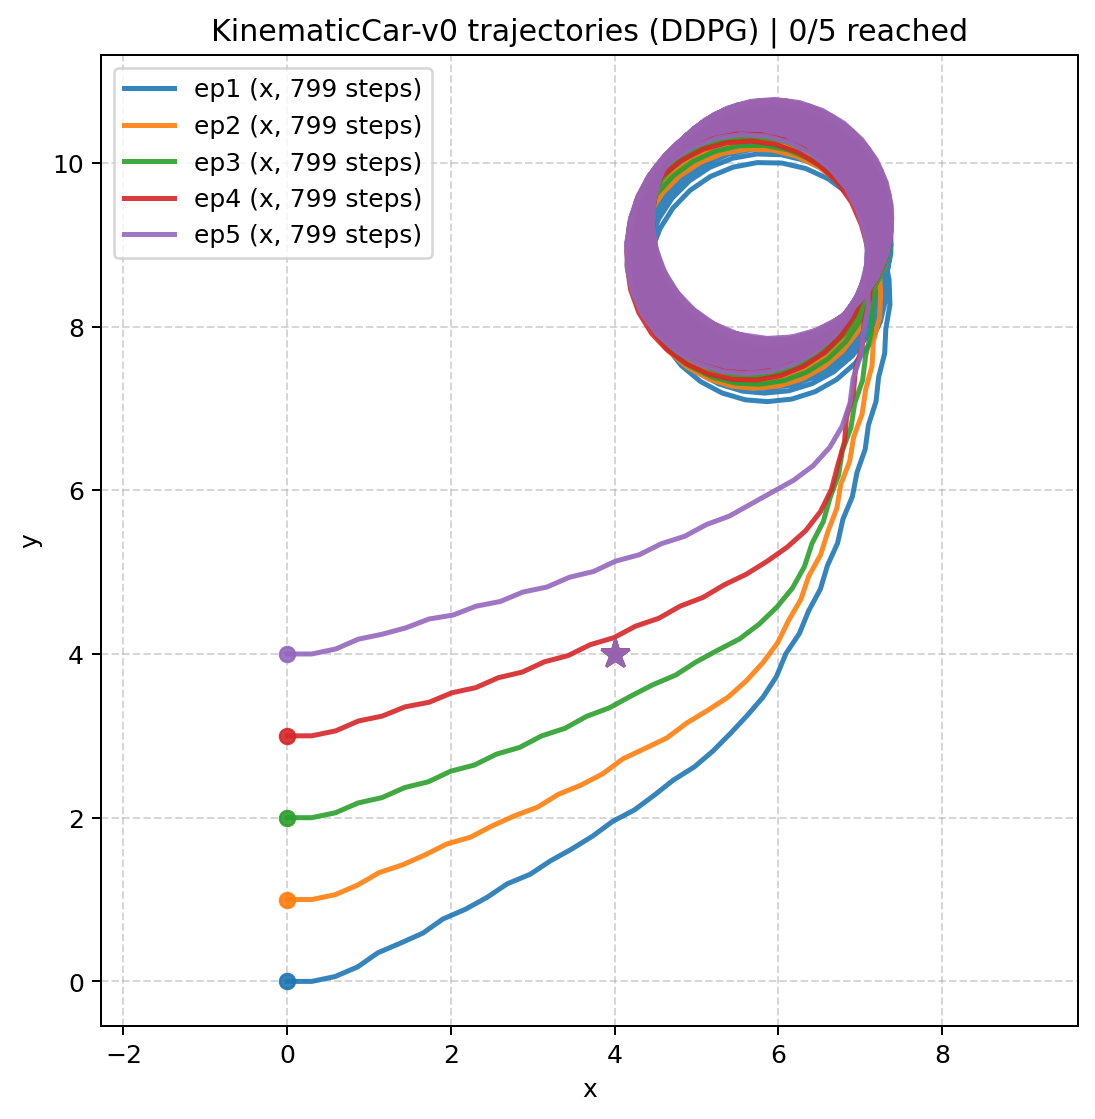 KinematicCar-v0 trajectories (DDPG) | 0/5 reached
ep1 (x, 799 steps)
ep2 (x, 799 steps)
ep3 (x, 799 steps)
ep4 (x, 799 steps)
ep5 (x, 799 steps)
10
8
6
4
2
0
y
−2 0 2 4 6 8
x